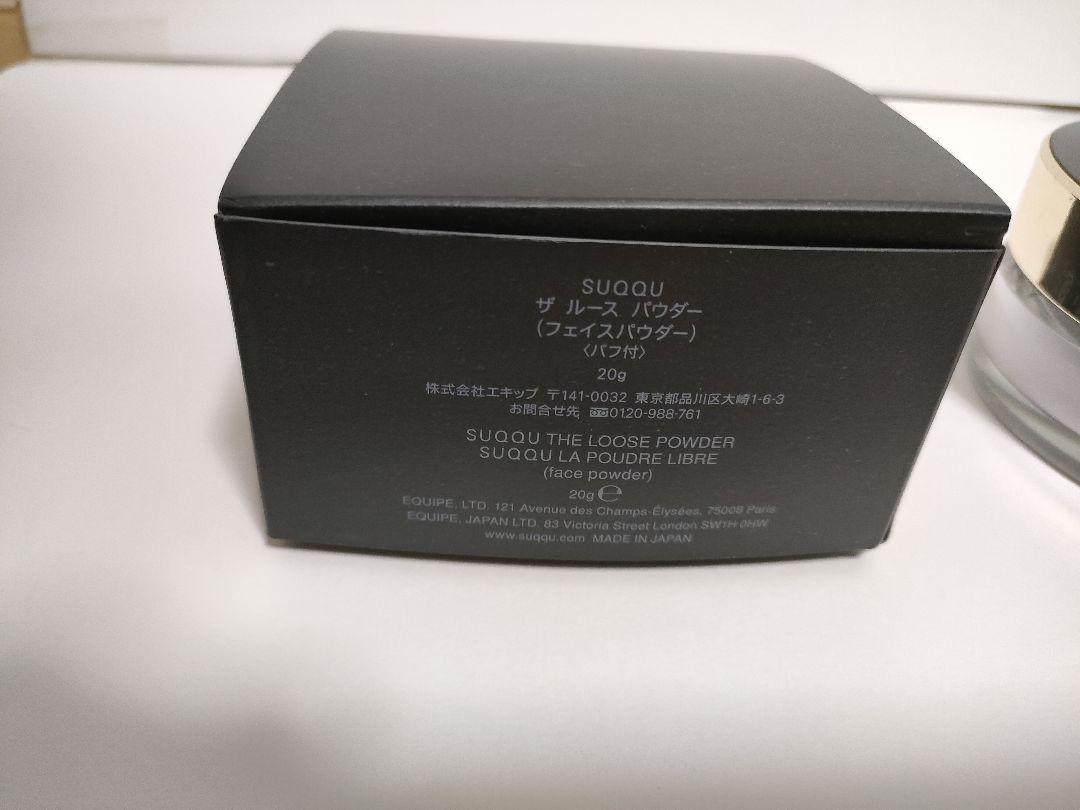 SUQQU
ザ ルース パウダー
(フェイスパウダー)
〈パフ付〉
20g
株式会社エキップ 〒141-0032 東京都品川区大崎1-6-3
お問合せ先 0120-988-761
SUQQU THE LOOSE POWDER
SUQQU LA POUDRE LIBRE
(face powder)
20g ℮
EQUIPE, LTD. 121 Avenue des Champs-Élysées, 75008 Paris
EQUIPE, JAPAN LTD. 83 Victoria Street London SW1H 0HW
www.suqqu.com MADE IN JAPAN